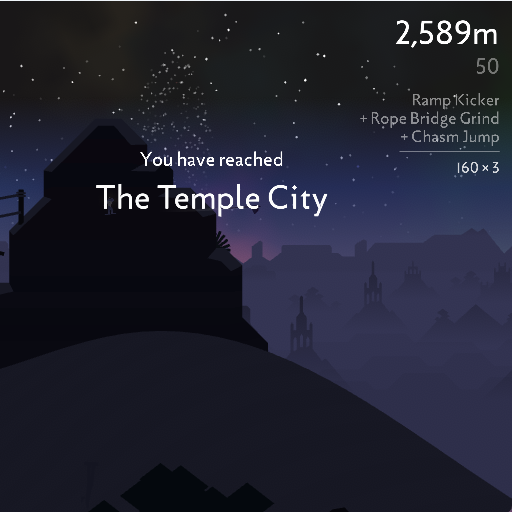 2,589m
50
Ramp Kicker
+ Rope Bridge Grind
+ Chasm Jump
160 × 3
You have reached
The Temple City